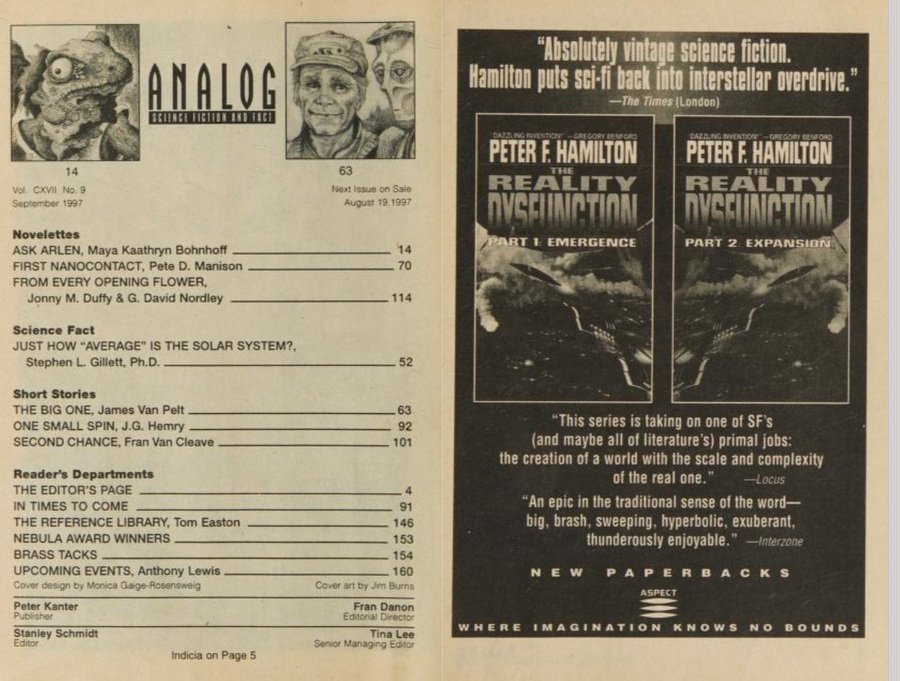 ANALOG
SCIENCE FICTION AND FACT
14
63
Vol. CXVII No. 9
September 1997
Next Issue on Sale
August 19, 1997
Novelettes
ASK ARLEN, Maya Kaathryn Bohnhoff 14
FIRST NANOCONTACT, Pete D. Manison 70
FROM EVERY OPENING FLOWER,
Jonny M. Duffy & G. David Nordley 114
Science Fact
JUST HOW “AVERAGE” IS THE SOLAR SYSTEM?,
Stephen L. Gillett, Ph.D. 52
Short Stories
THE BIG ONE, James Van Pelt 63
ONE SMALL SPIN, J.G. Hemry 92
SECOND CHANCE, Fran Van Cleave 101
Reader's Departments
THE EDITOR'S PAGE 4
IN TIMES TO COME 91
THE REFERENCE LIBRARY, Tom Easton 146
NEBULA AWARD WINNERS 153
BRASS TACKS 154
UPCOMING EVENTS, Anthony Lewis 160
Cover design by Monica Gaige-Rosensweig
Cover art by Jim Burns
Peter Kanter
Publisher
Fran Danon
Editorial Director
Stanley Schmidt
Editor
Tina Lee
Senior Managing Editor
Indicia on Page 5
“Absolutely vintage science fiction.
Hamilton puts sci-fi back into interstellar overdrive.”
—The Times (London)
"DAZZLING INVENTION" —GREGORY BENFORD
PETER F. HAMILTON
THE
REALITY
DYSFUNCTION
PART 1: EMERGENCE
"DAZZLING INVENTION" —GREGORY BENFORD
PETER F. HAMILTON
THE
REALITY
DYSFUNCTION
PART 2: EXPANSION
“This series is taking on one of SF's
(and maybe all of literature's) primal jobs:
the creation of a world with the scale and complexity
of the real one.” —Locus
“An epic in the traditional sense of the word—
big, brash, sweeping, hyperbolic, exuberant,
thunderously enjoyable.” —Interzone
NEW PAPERBACKS
ASPECT
WHERE IMAGINATION KNOWS NO BOUNDS